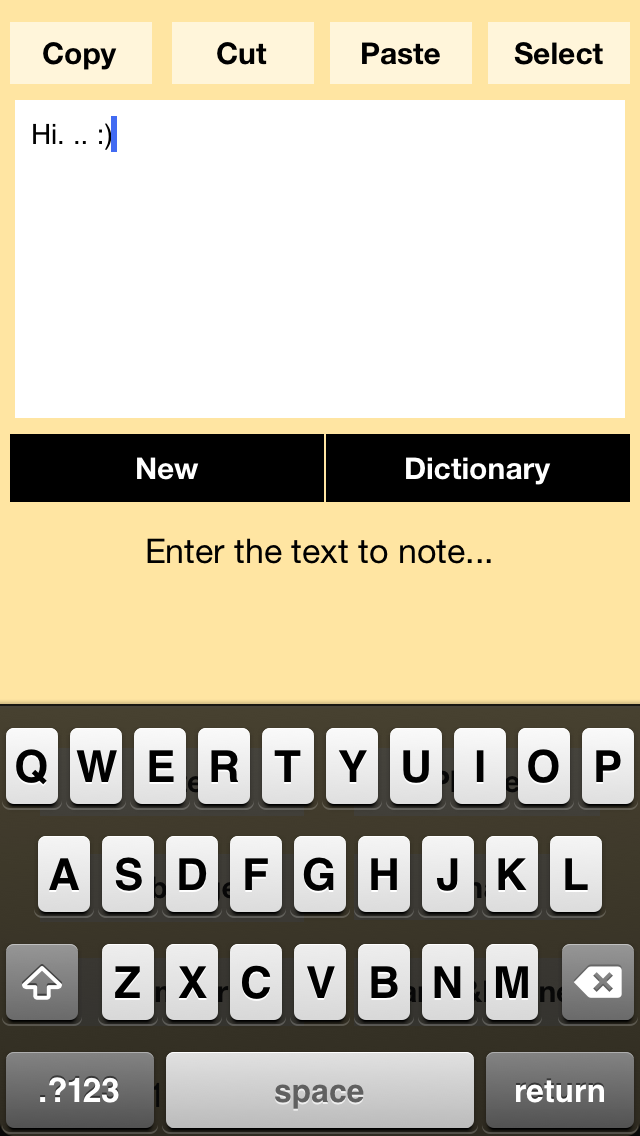 Copy Cut Paste Select
Hi. .. :)
New Dictionary
Enter the text to note...
Q W E R T Y U I O P
A S D F G H J K L
Z X C V B N M
.?123 space return